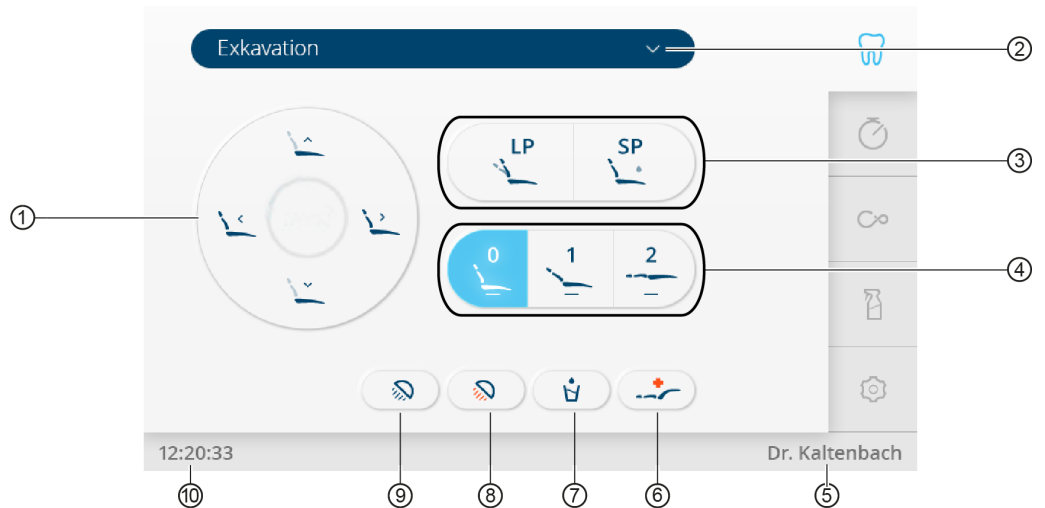 Exkavation
②
LP SP
③
①
0 1 2
④
12:20:33 Dr. Kaltenbach
⑩ ⑨ ⑧ ⑦ ⑥ ⑤